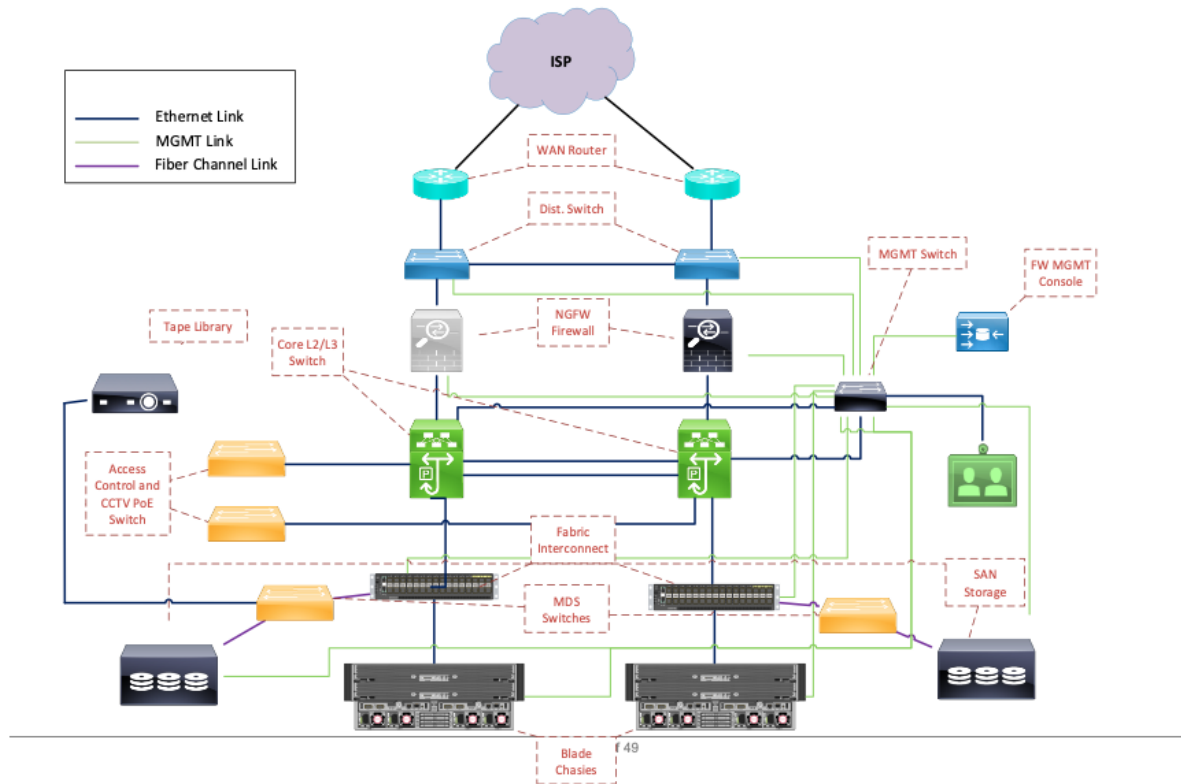 ISP
Ethernet Link
MGMT Link
Fiber Channel Link
WAN Router
Dist. Switch
MGMT Switch
FW MGMT
Console
Tape Library
NGFW
Firewall
Core L2/L3
Switch
Access
Control and
CCTV PoE
Switch
Fabric
Interconnect
MDS
Switches
SAN
Storage
Blade
Chasies
49